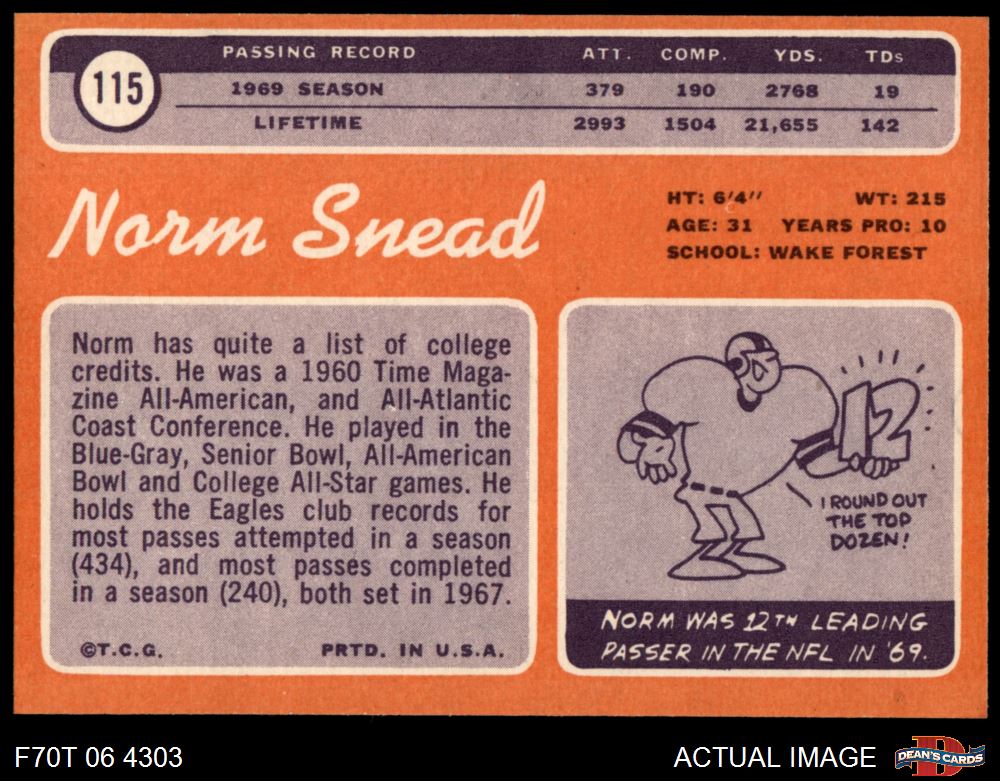 115
PASSING RECORD ATT. COMP. YDS. TDs
1969 SEASON 379 190 2768 19
LIFETIME 2993 1504 21,655 142
Norm Snead
HT: 6'4" WT: 215
AGE: 31 YEARS PRO: 10
SCHOOL: WAKE FOREST
Norm has quite a list of college
credits. He was a 1960 Time Maga-
zine All-American, and All-Atlantic
Coast Conference. He played in the
Blue-Gray, Senior Bowl, All-American
Bowl and College All-Star games. He
holds the Eagles club records for
most passes attempted in a season
(434), and most passes completed
in a season (240), both set in 1967.
©T.C.G. PRTD. IN U.S.A.
12
I ROUND OUT
THE TOP
DOZEN!
NORM WAS 12TH LEADING
PASSER IN THE NFL IN '69.
F70T 06 4303
ACTUAL IMAGE
D
DEAN'S CARDS